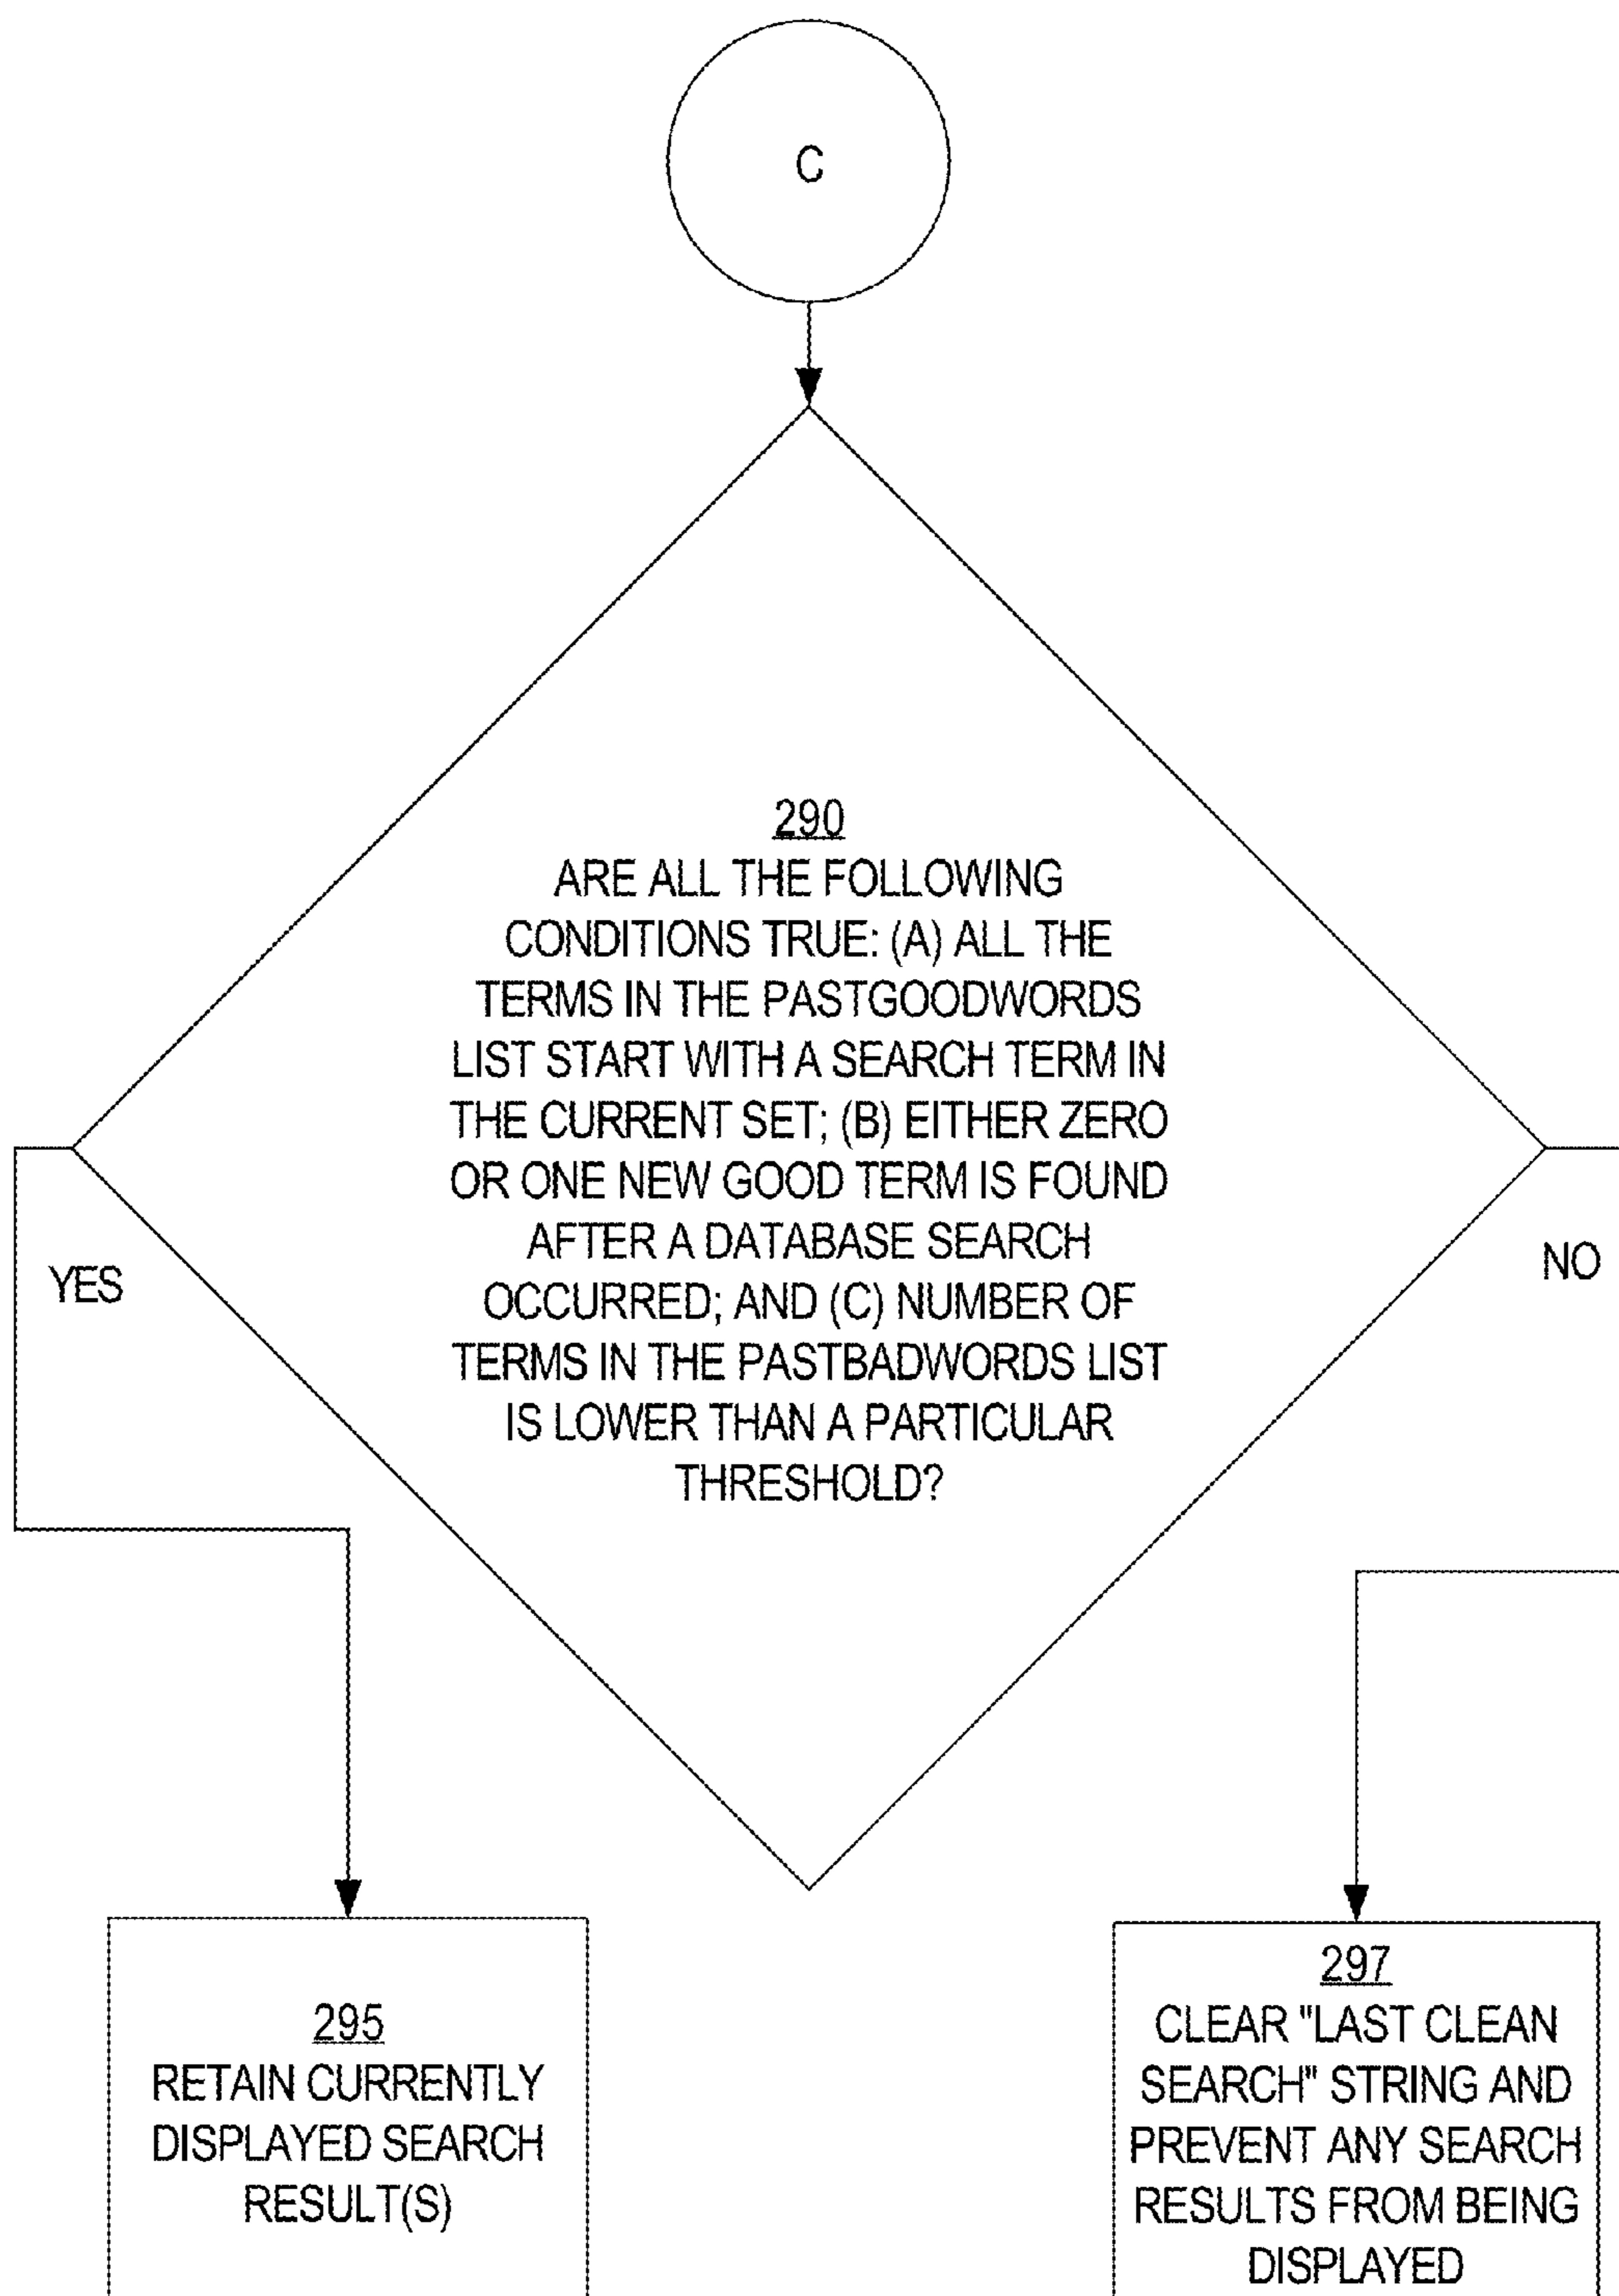 C
290
ARE ALL THE FOLLOWING
CONDITIONS TRUE: (A) ALL THE
TERMS IN THE PASTGOODWORDS
LIST START WITH A SEARCH TERM IN
THE CURRENT SET; (B) EITHER ZERO
OR ONE NEW GOOD TERM IS FOUND
AFTER A DATABASE SEARCH
OCCURRED; AND (C) NUMBER OF
TERMS IN THE PASTBADWORDS LIST
IS LOWER THAN A PARTICULAR
THRESHOLD?
YES
NO
295
RETAIN CURRENTLY
DISPLAYED SEARCH
RESULT(S)
297
CLEAR "LAST CLEAN
SEARCH" STRING AND
PREVENT ANY SEARCH
RESULTS FROM BEING
DISPLAYED